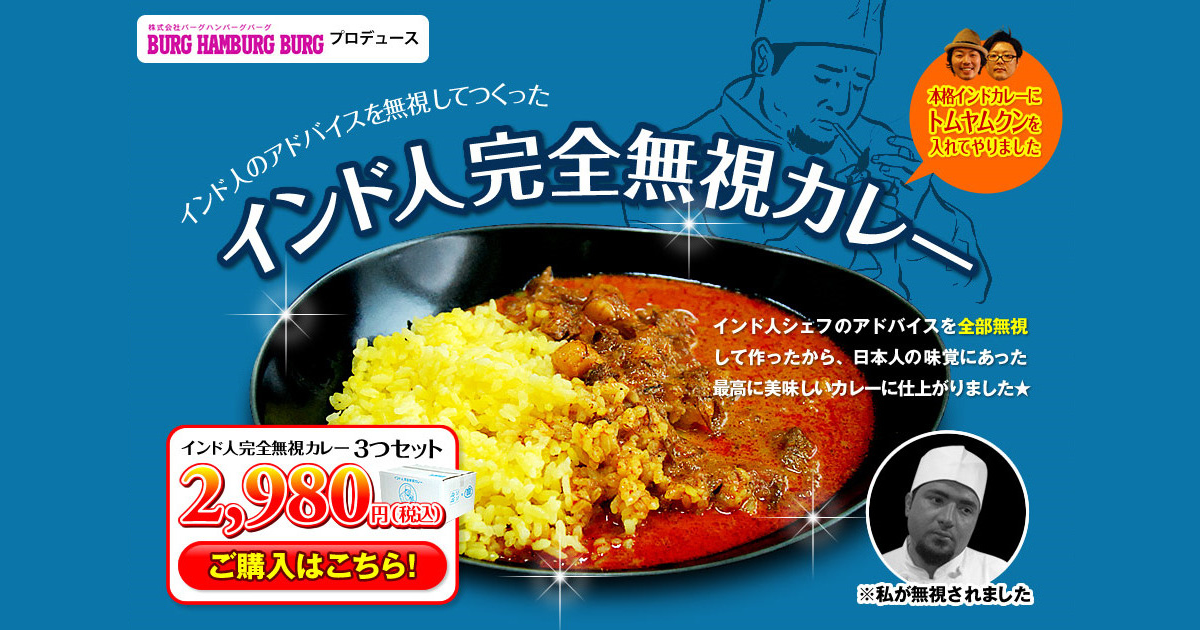 株式会社バーグハンバーグバーグ
BURG HAMBURG BURG プロデュース
本格インドカレーに
トムヤムクンを
入れてやりました
インド人のアドバイスを無視してつくった
インド人完全無視カレー
インド人シェフのアドバイスを全部無視
して作ったから、日本人の味覚にあった
最高に美味しいカレーに仕上がりました★
インド人完全無視カレー 3つセット
2,980円(税込)
ご購入はこちら!
※私が無視されました